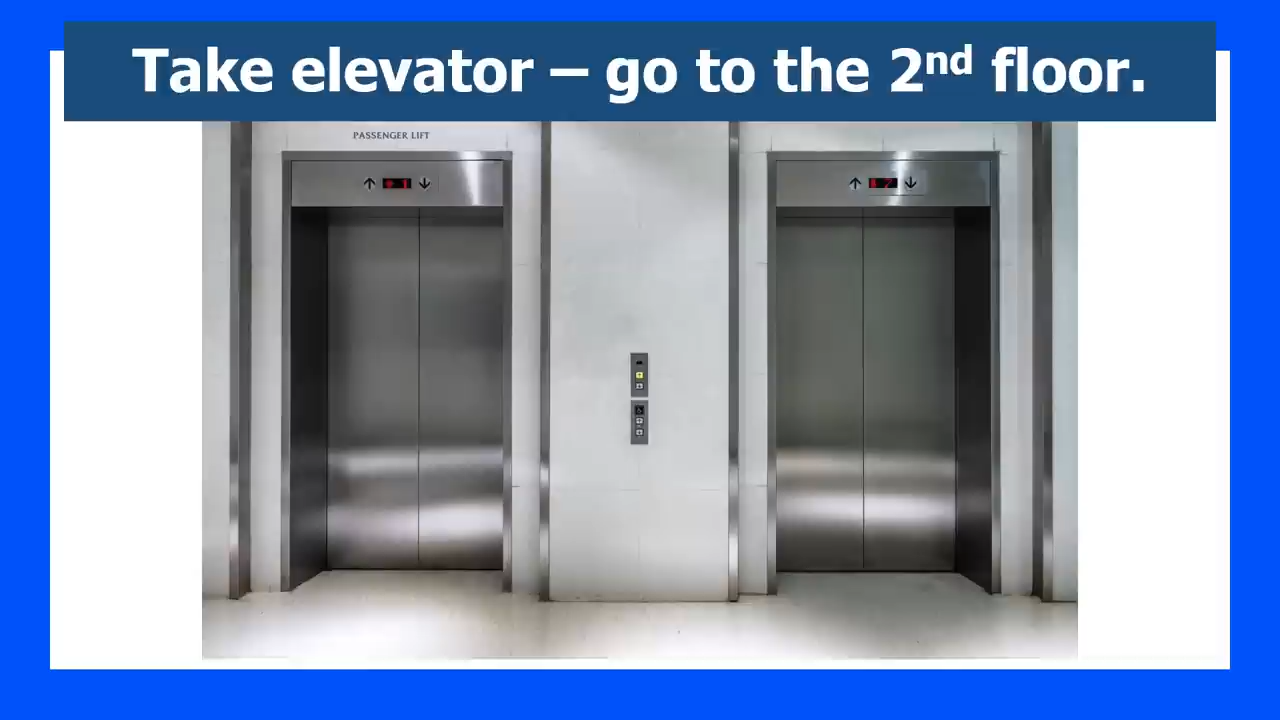 Take elevator – go to the 2nd floor.
PASSENGER LIFT